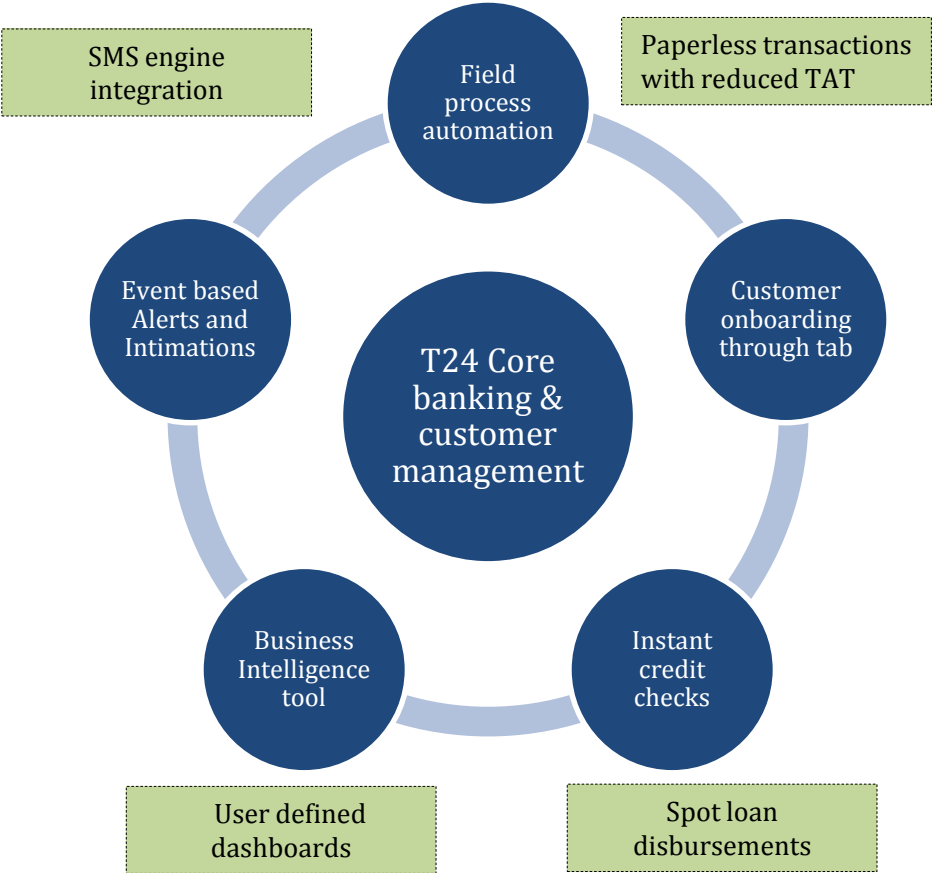 SMS engine
integration
Field
process
automation
Paperless transactions
with reduced TAT
Event based
Alerts and
Intimations
Customer
onboarding
through tab
T24 Core
banking &
customer
management
Business
Intelligence
tool
Instant
credit
checks
User defined
dashboards
Spot loan
disbursements